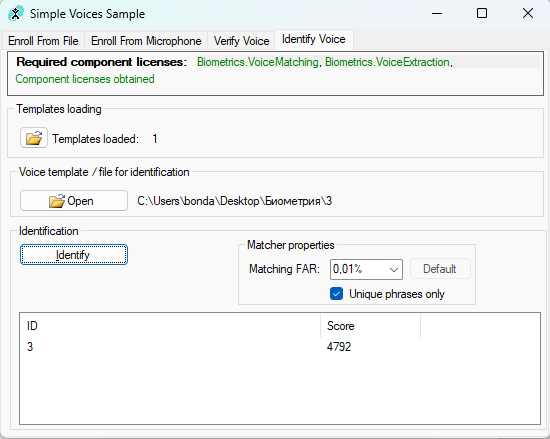 Simple Voices Sample
Enroll From File Enroll From Microphone Verify Voice Identify Voice
Required component licenses: Biometrics.VoiceMatching, Biometrics.VoiceExtraction,
Component licenses obtained
Templates loading
Templates loaded: 1
Voice template / file for identification
Open C:\Users\bonda\Desktop\Биометрия\3
Identification
Identify
Matcher properties
Matching FAR: 0,01% Default
Unique phrases only
ID Score
3 4792